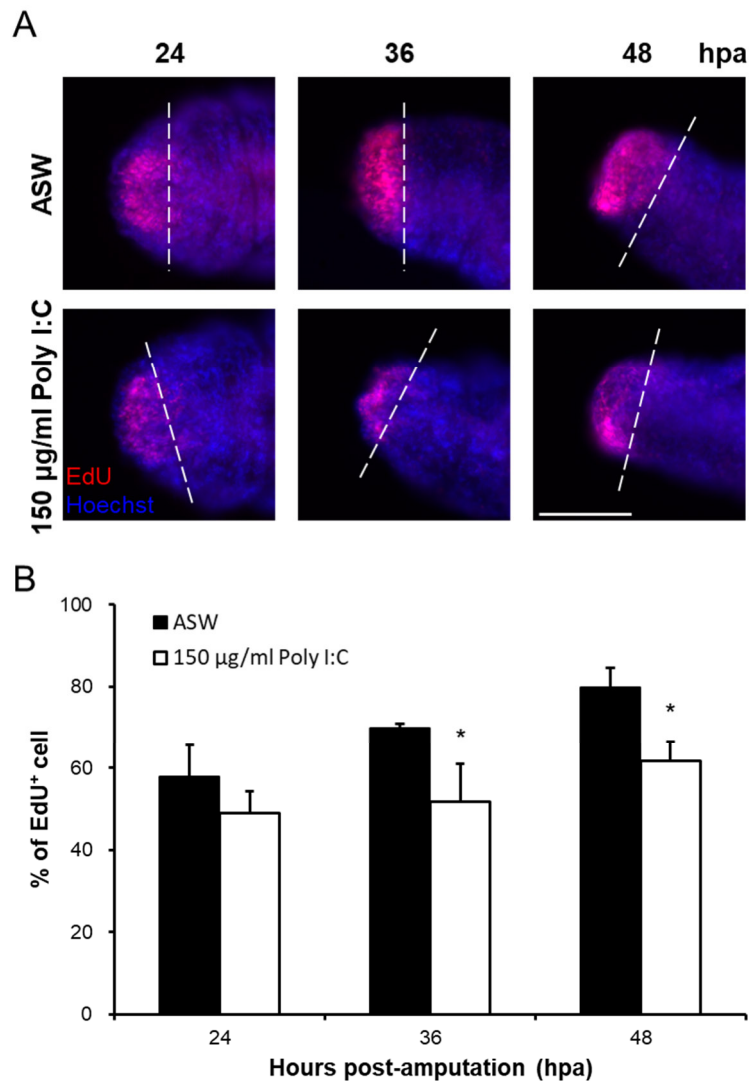 A
24 36 48 hpa
ASW
150 µg/ml Poly I:C
EdU
Hoechst
B
100
80
60
40
20
0
ASW
150 µg/ml Poly I:C
*
*
% of EdU⁺ cell
24 36 48
Hours post-amputation (hpa)